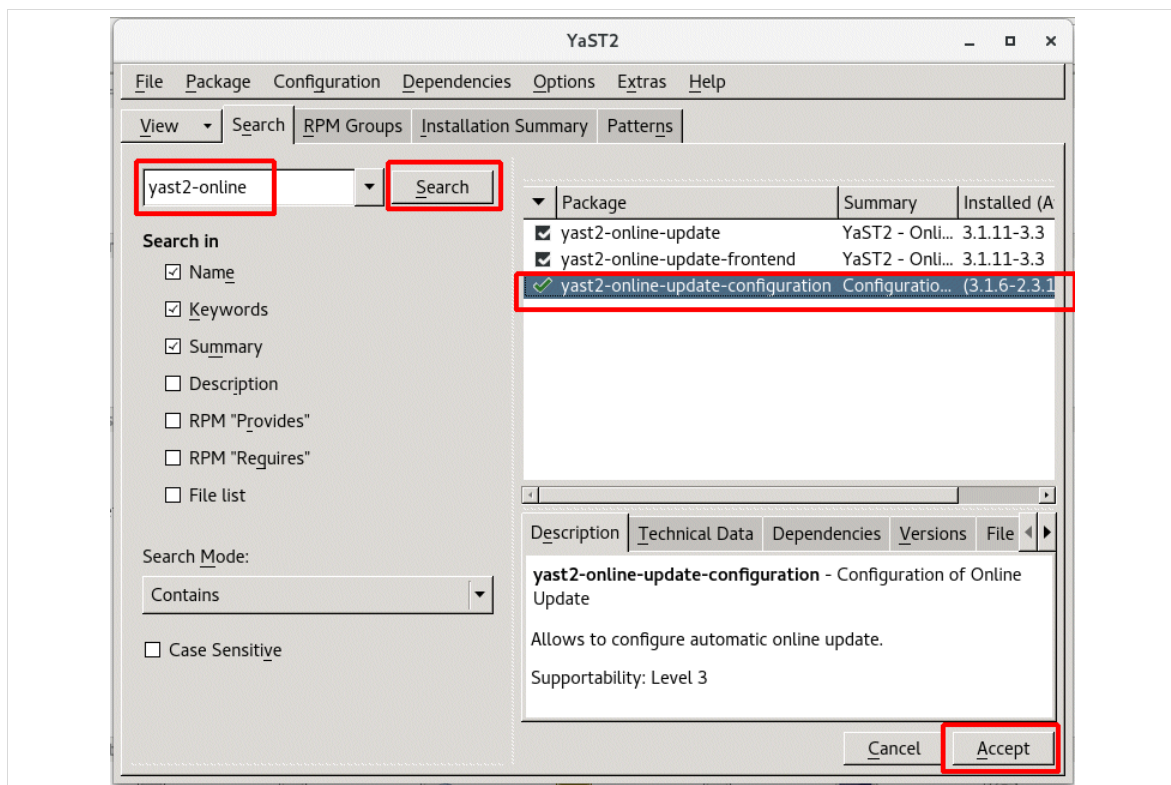 YaST2
File Package Configuration Dependencies Options Extras Help
View Search RPM Groups Installation Summary Patterns
yast2-online Search
Search in
Name
Keywords
Summary
Description
RPM "Provides"
RPM "Requires"
File list
Search Mode:
Contains
Case Sensitive
Package Summary Installed (A
yast2-online-update YaST2 - Onli... 3.1.11-3.3
yast2-online-update-frontend YaST2 - Onli... 3.1.11-3.3
yast2-online-update-configuration Configuratio... (3.1.6-2.3.1
Description Technical Data Dependencies Versions File
yast2-online-update-configuration - Configuration of Online
Update
Allows to configure automatic online update.
Supportability: Level 3
Cancel Accept